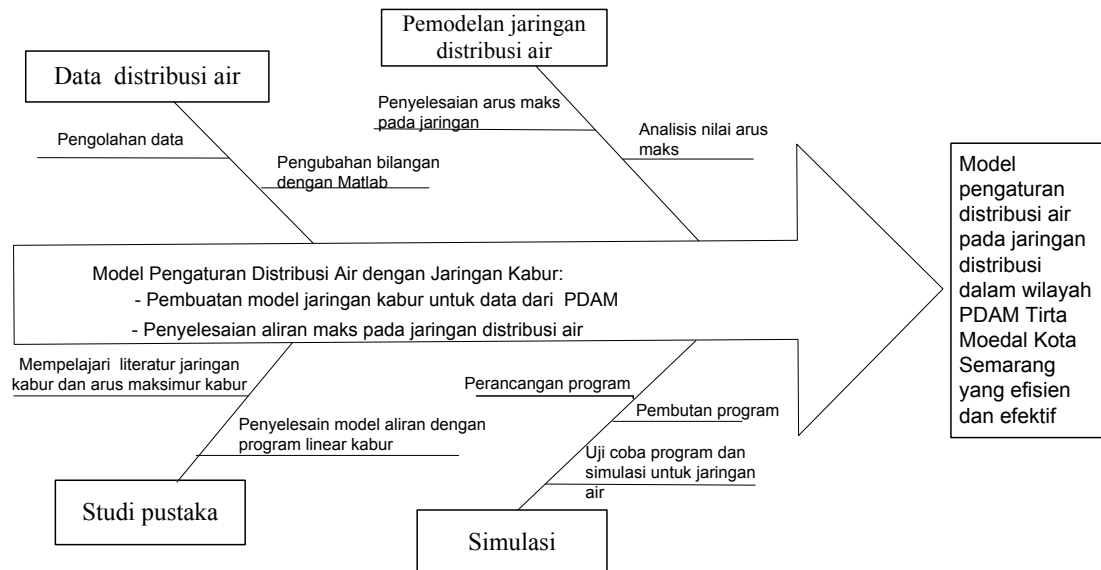 Pemodelan jaringan
distribusi air
Data distribusi air
Penyelesaian arus maks
pada jaringan
Analisis nilai arus
maks
Pengolahan data
Pengubahan bilangan
dengan Matlab
Model Pengaturan Distribusi Air dengan Jaringan Kabur:
- Pembuatan model jaringan kabur untuk data dari PDAM
- Penyelesaian aliran maks pada jaringan distribusi air
Model
pengaturan
distribusi air
pada jaringan
distribusi
dalam wilayah
PDAM Tirta
Moedal Kota
Semarang
yang efisien
dan efektif
Mempelajari literatur jaringan
kabur dan arus maksimur kabur
Penyelesain model aliran dengan
program linear kabur
Studi pustaka
Perancangan program
Pembutan program
Uji coba program dan
simulasi untuk jaringan
air
Simulasi